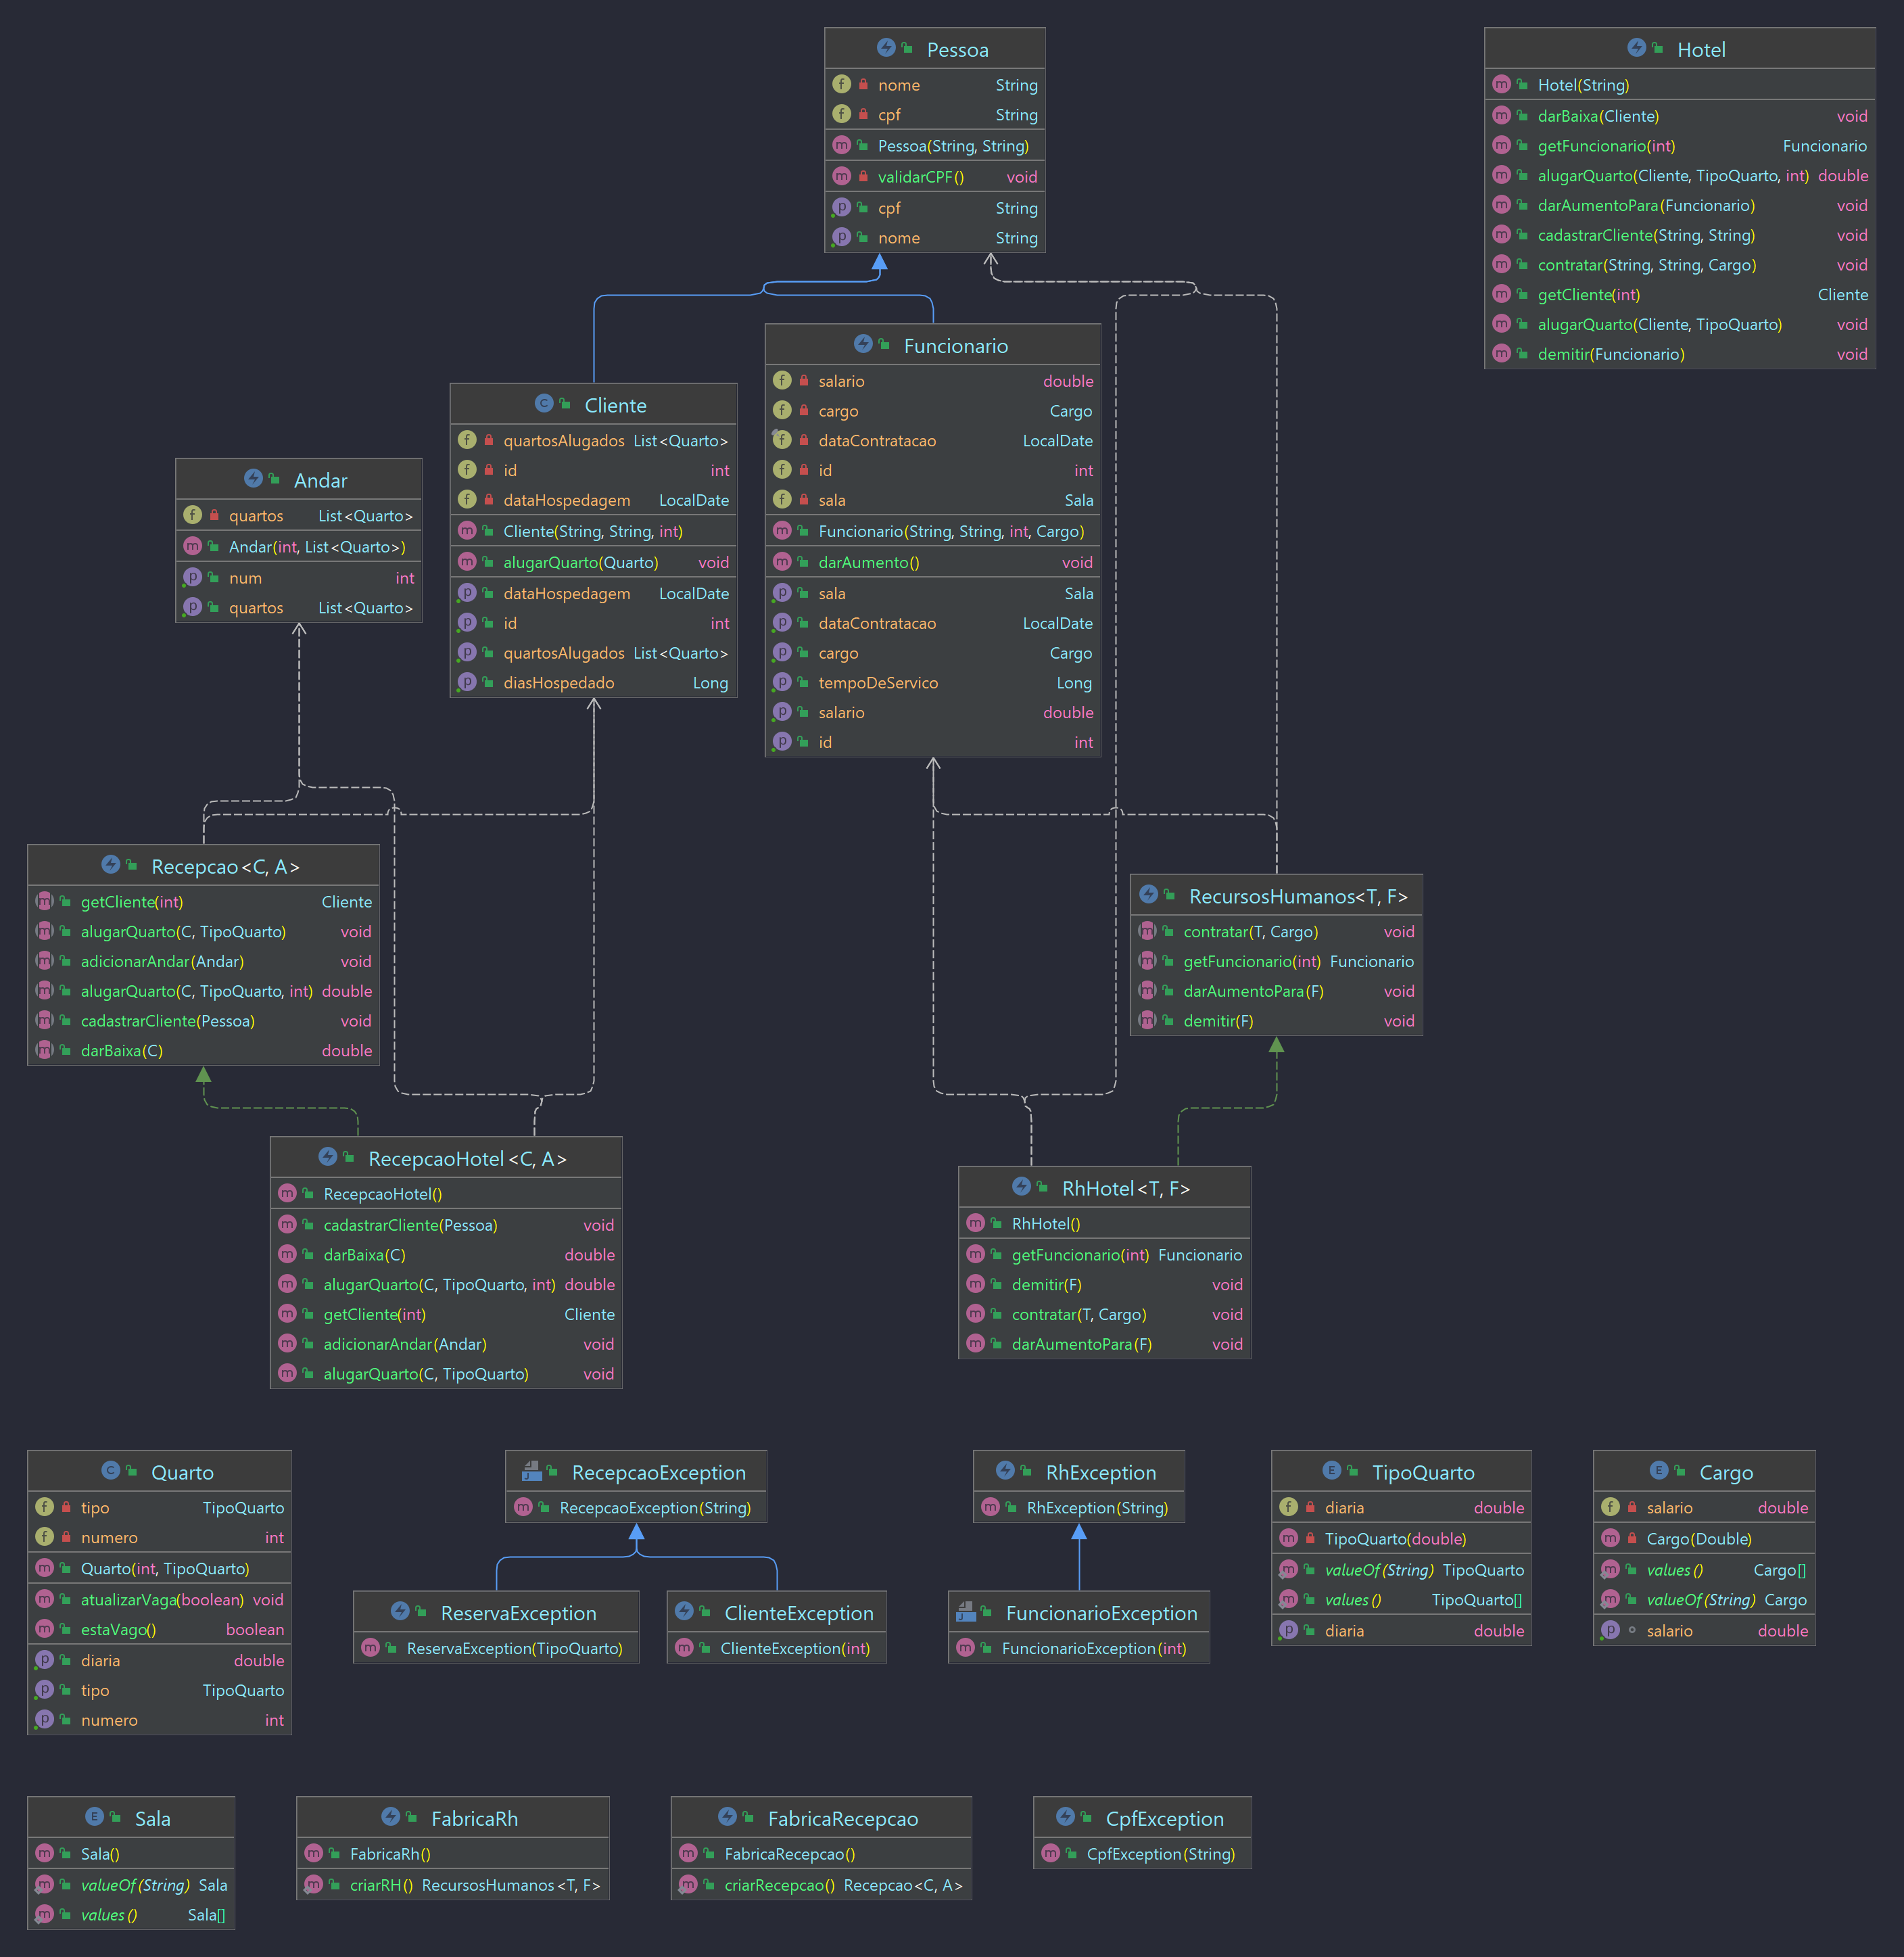 Pessoa
nome String
cpf String
Pessoa(String, String)
validarCPF() void
cpf String
nome String
Hotel
Hotel(String)
darBaixa(Cliente) void
getFuncionario(int) Funcionario
alugarQuarto(Cliente, TipoQuarto, int) double
darAumentoPara(Funcionario) void
cadastrarCliente(String, String) void
contratar(String, String, Cargo) void
getCliente(int) Cliente
alugarQuarto(Cliente, TipoQuarto) void
demitir(Funcionario) void
Funcionario
salario double
cargo Cargo
dataContratacao LocalDate
id int
sala Sala
Funcionario(String, String, int, Cargo)
darAumento() void
sala Sala
dataContratacao LocalDate
cargo Cargo
tempoDeServico Long
salario double
id int
Cliente
quartosAlugados List<Quarto>
id int
dataHospedagem LocalDate
Cliente(String, String, int)
alugarQuarto(Quarto) void
dataHospedagem LocalDate
id int
quartosAlugados List<Quarto>
diasHospedado Long
Andar
quartos List<Quarto>
Andar(int, List<Quarto>)
num int
quartos List<Quarto>
Recepcao<C, A>
getCliente(int) Cliente
alugarQuarto(C, TipoQuarto) void
adicionarAndar(Andar) void
alugarQuarto(C, TipoQuarto, int) double
cadastrarCliente(Pessoa) void
darBaixa(C) double
RecursosHumanos<T, F>
contratar(T, Cargo) void
getFuncionario(int) Funcionario
darAumentoPara(F) void
demitir(F) void
RecepcaoHotel<C, A>
RecepcaoHotel()
cadastrarCliente(Pessoa) void
darBaixa(C) double
alugarQuarto(C, TipoQuarto, int) double
getCliente(int) Cliente
adicionarAndar(Andar) void
alugarQuarto(C, TipoQuarto) void
RhHotel<T, F>
RhHotel()
getFuncionario(int) Funcionario
demitir(F) void
contratar(T, Cargo) void
darAumentoPara(F) void
Quarto
tipo TipoQuarto
numero int
Quarto(int, TipoQuarto)
atualizarVaga(boolean) void
estaVago() boolean
diaria double
tipo TipoQuarto
numero int
RecepcaoException
RecepcaoException(String)
ReservaException
ReservaException(TipoQuarto)
ClienteException
ClienteException(int)
RhException
RhException(String)
FuncionarioException
FuncionarioException(int)
TipoQuarto
diaria double
TipoQuarto(double)
valueOf(String) TipoQuarto
values() TipoQuarto[]
diaria double
Cargo
salario double
Cargo(Double)
values() Cargo[]
valueOf(String) Cargo
salario double
Sala
Sala()
valueOf(String) Sala
values() Sala[]
FabricaRh
FabricaRh()
criarRH() RecursosHumanos<T, F>
FabricaRecepcao
FabricaRecepcao()
criarRecepcao() Recepcao<C, A>
CpfException
CpfException(String)